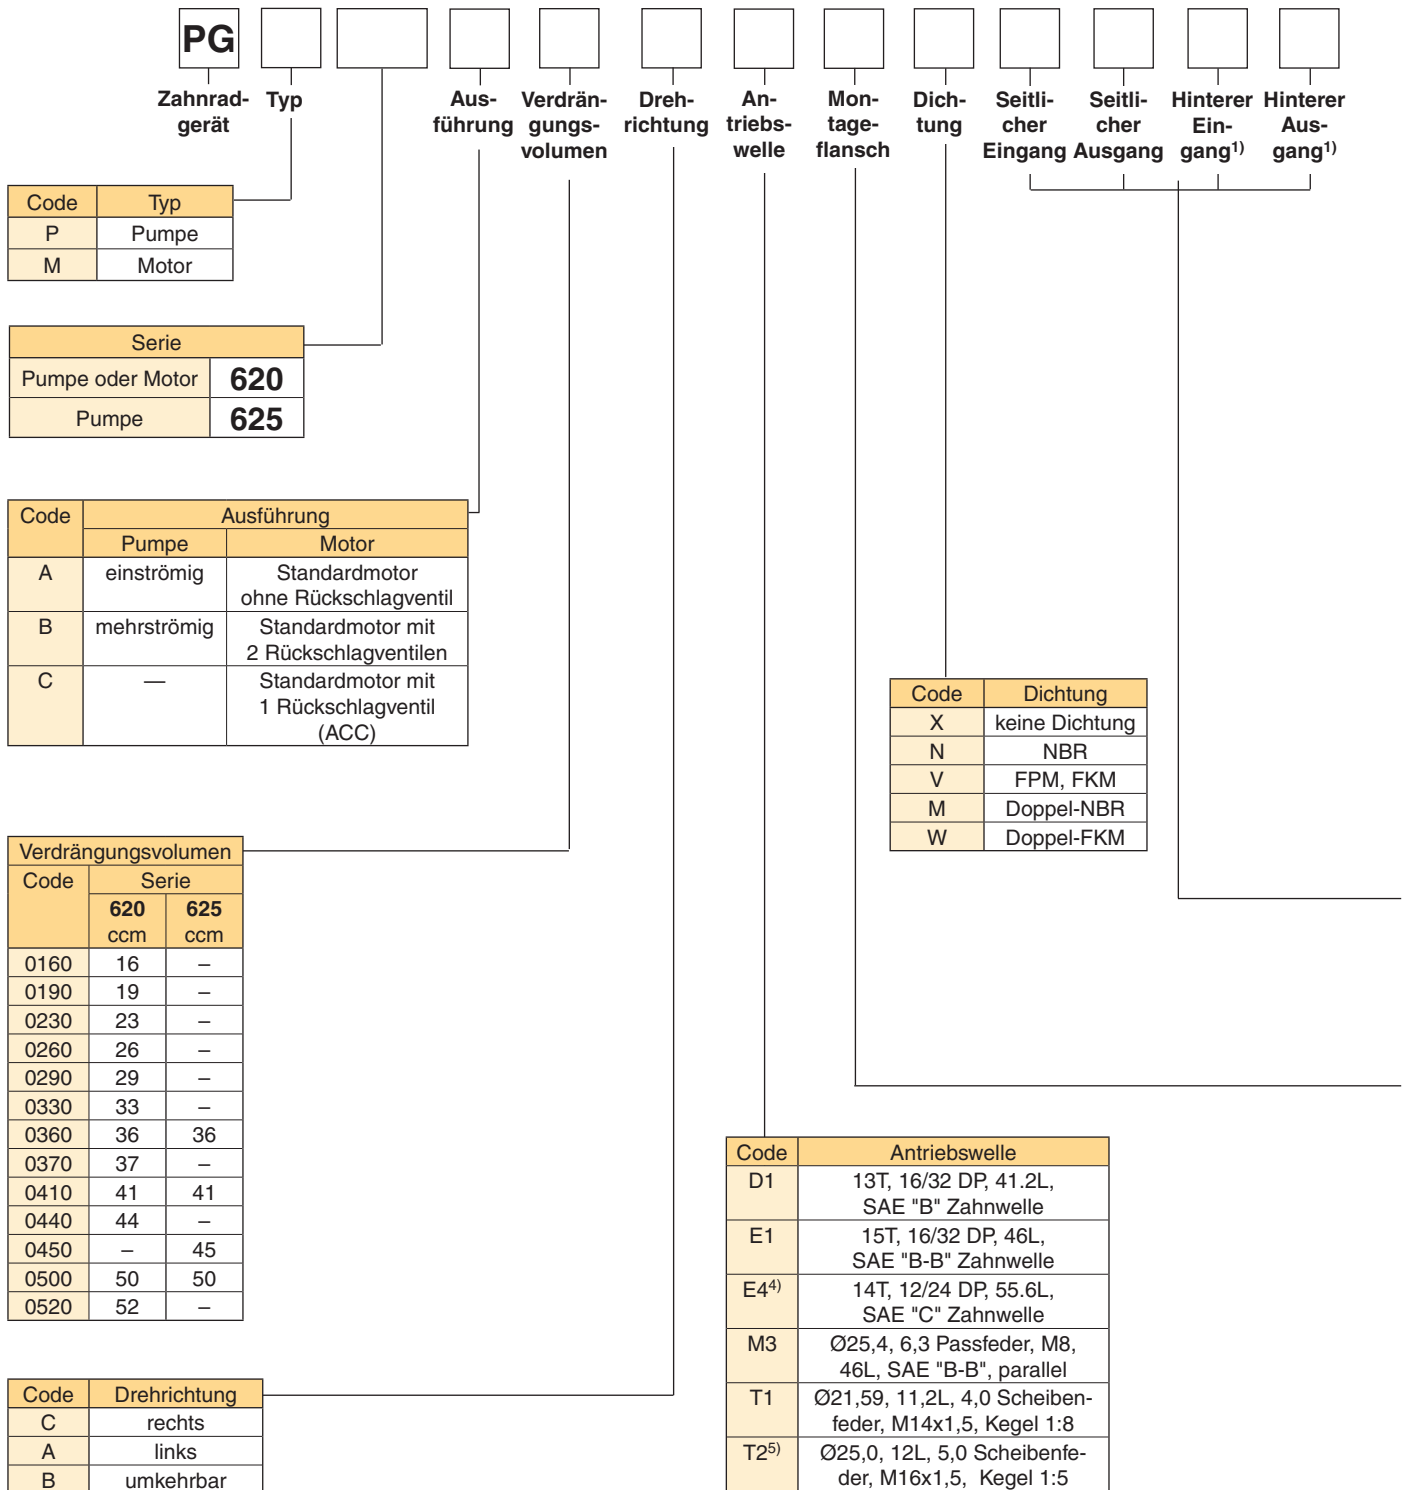 PG
Zahnrad-
gerät
Typ
Aus-
führung
Verdrän-
gungs-
volumen
Dreh-
richtung
An-
triebs-
welle
Mon-
tage-
flansch
Dich-
tung
Seitli-
cher
Eingang
Seitli-
cher
Ausgang
Hinterer
Ein-
gang1)
Hinterer
Aus-
gang1)
Code Typ
P Pumpe
M Motor
Serie
Pumpe oder Motor 620
Pumpe 625
Code Ausführung
Pumpe Motor
A einströmig Standardmotor
ohne Rückschlagventil
B mehrströmig Standardmotor mit
2 Rückschlagventilen
C — Standardmotor mit
1 Rückschlagventil
(ACC)
Code Dichtung
X keine Dichtung
N NBR
V FPM, FKM
M Doppel-NBR
W Doppel-FKM
Verdrängungsvolumen
Code Serie
620 625
ccm ccm
0160 16 –
0190 19 –
0230 23 –
0260 26 –
0290 29 –
0330 33 –
0360 36 36
0370 37 –
0410 41 41
0440 44 –
0450 – 45
0500 50 50
0520 52 –
Code Drehrichtung
C rechts
A links
B umkehrbar
Code Antriebswelle
D1 13T, 16/32 DP, 41.2L,
SAE "B" Zahnwelle
E1 15T, 16/32 DP, 46L,
SAE "B-B" Zahnwelle
E4 4) 14T, 12/24 DP, 55.6L,
SAE "C" Zahnwelle
M3 Ø25,4, 6,3 Passfeder, M8,
46L, SAE "B-B", parallel
T1 Ø21,59, 11,2L, 4,0 Scheiben-
feder, M14x1,5, Kegel 1:8
T2 5) Ø25,0, 12L, 5,0 Scheibenfe-
der, M16x1,5, Kegel 1:5